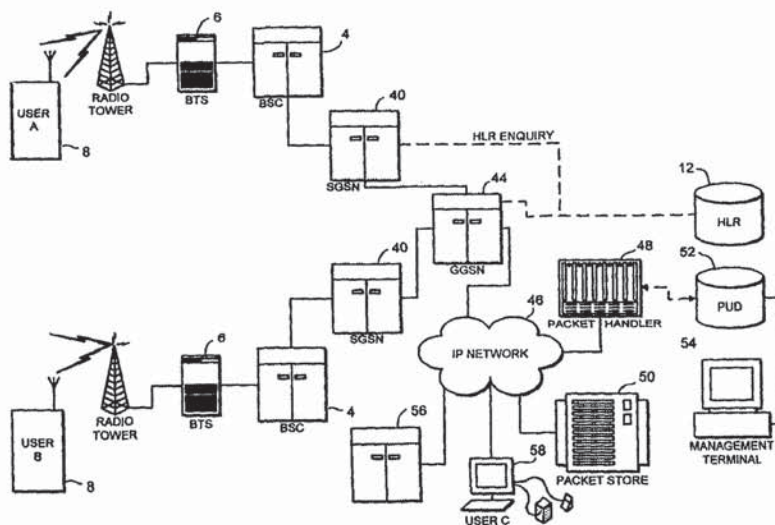 6
4
40
USER A
8
RADIO TOWER
BTS
BSC
HLR ENQUIRY
SGSN
44
12
HLR
GGSN
40
48
52
PACKET HANDLER
PUD
SGSN
46
IP NETWORK
54
6
50
USER B
8
RADIO TOWER
BTS
BSC
4
56
58
PACKET STORE
MANAGEMENT TERMINAL
USER C